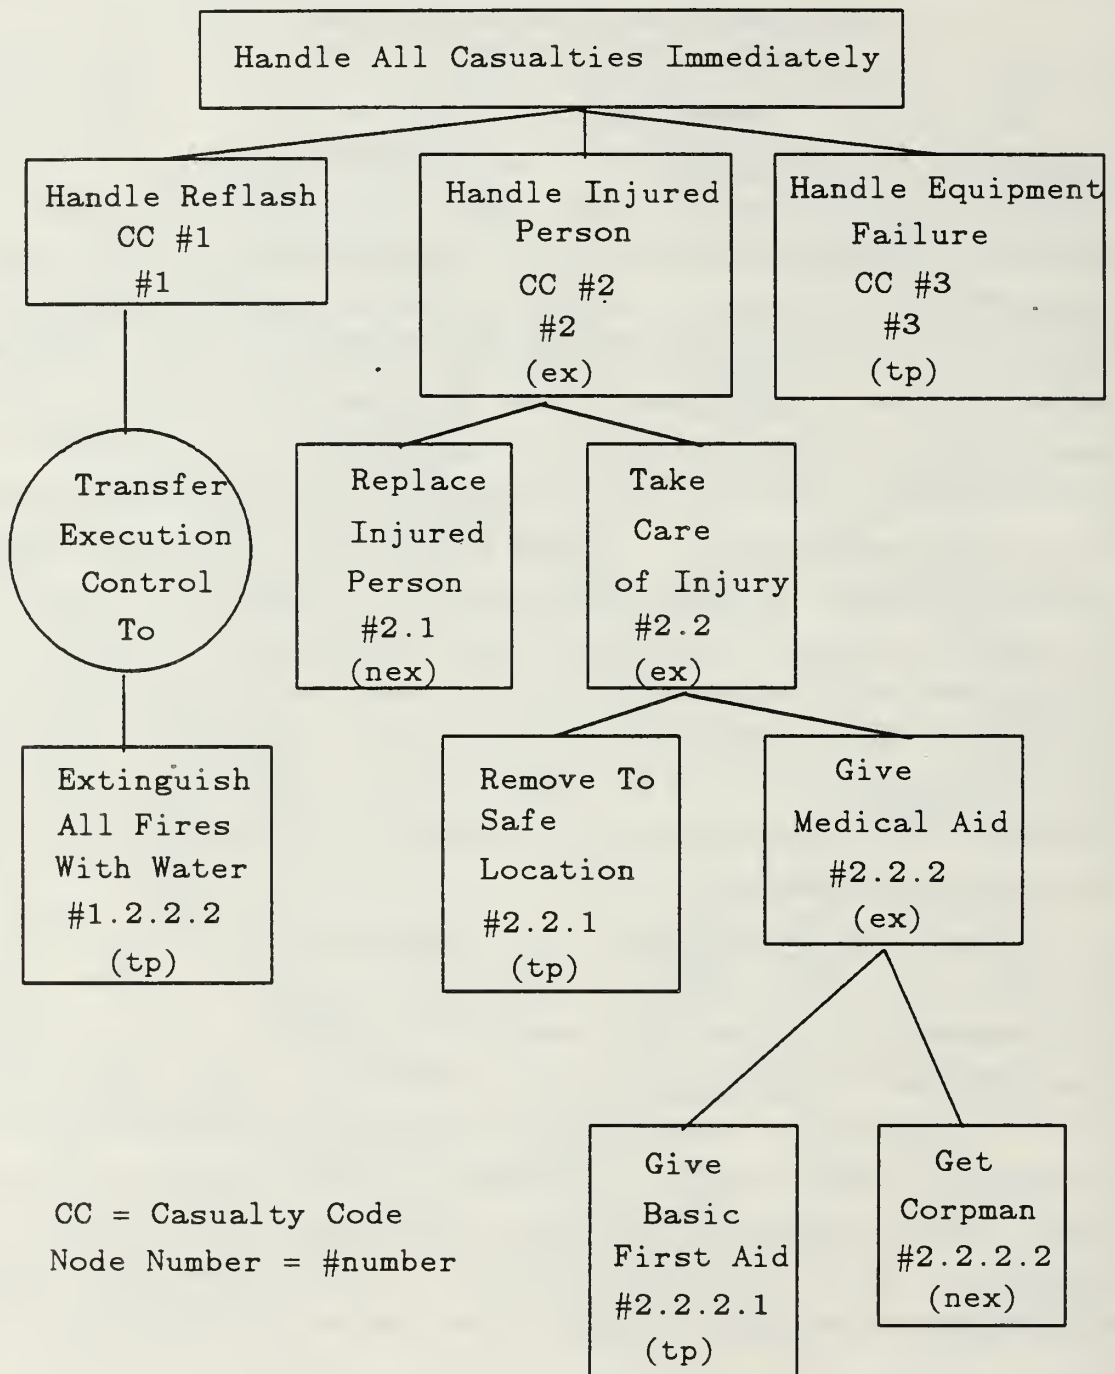 Handle All Casualties Immediately
Handle Reflash
CC #1
#1
Handle Injured
Person
CC #2
#2
(ex)
Handle Equipment
Failure
CC #3
#3
(tp)
Transfer
Execution
Control
To
Replace
Injured
Person
#2.1
(nex)
Take
Care
of Injury
#2.2
(ex)
Extinguish
All Fires
With Water
#1.2.2.2
(tp)
Remove To
Safe
Location
#2.2.1
(tp)
Give
Medical Aid
#2.2.2
(ex)
Give
Basic
First Aid
#2.2.2.1
(tp)
Get
Corpman
#2.2.2.2
(nex)
CC = Casualty Code
Node Number = #number